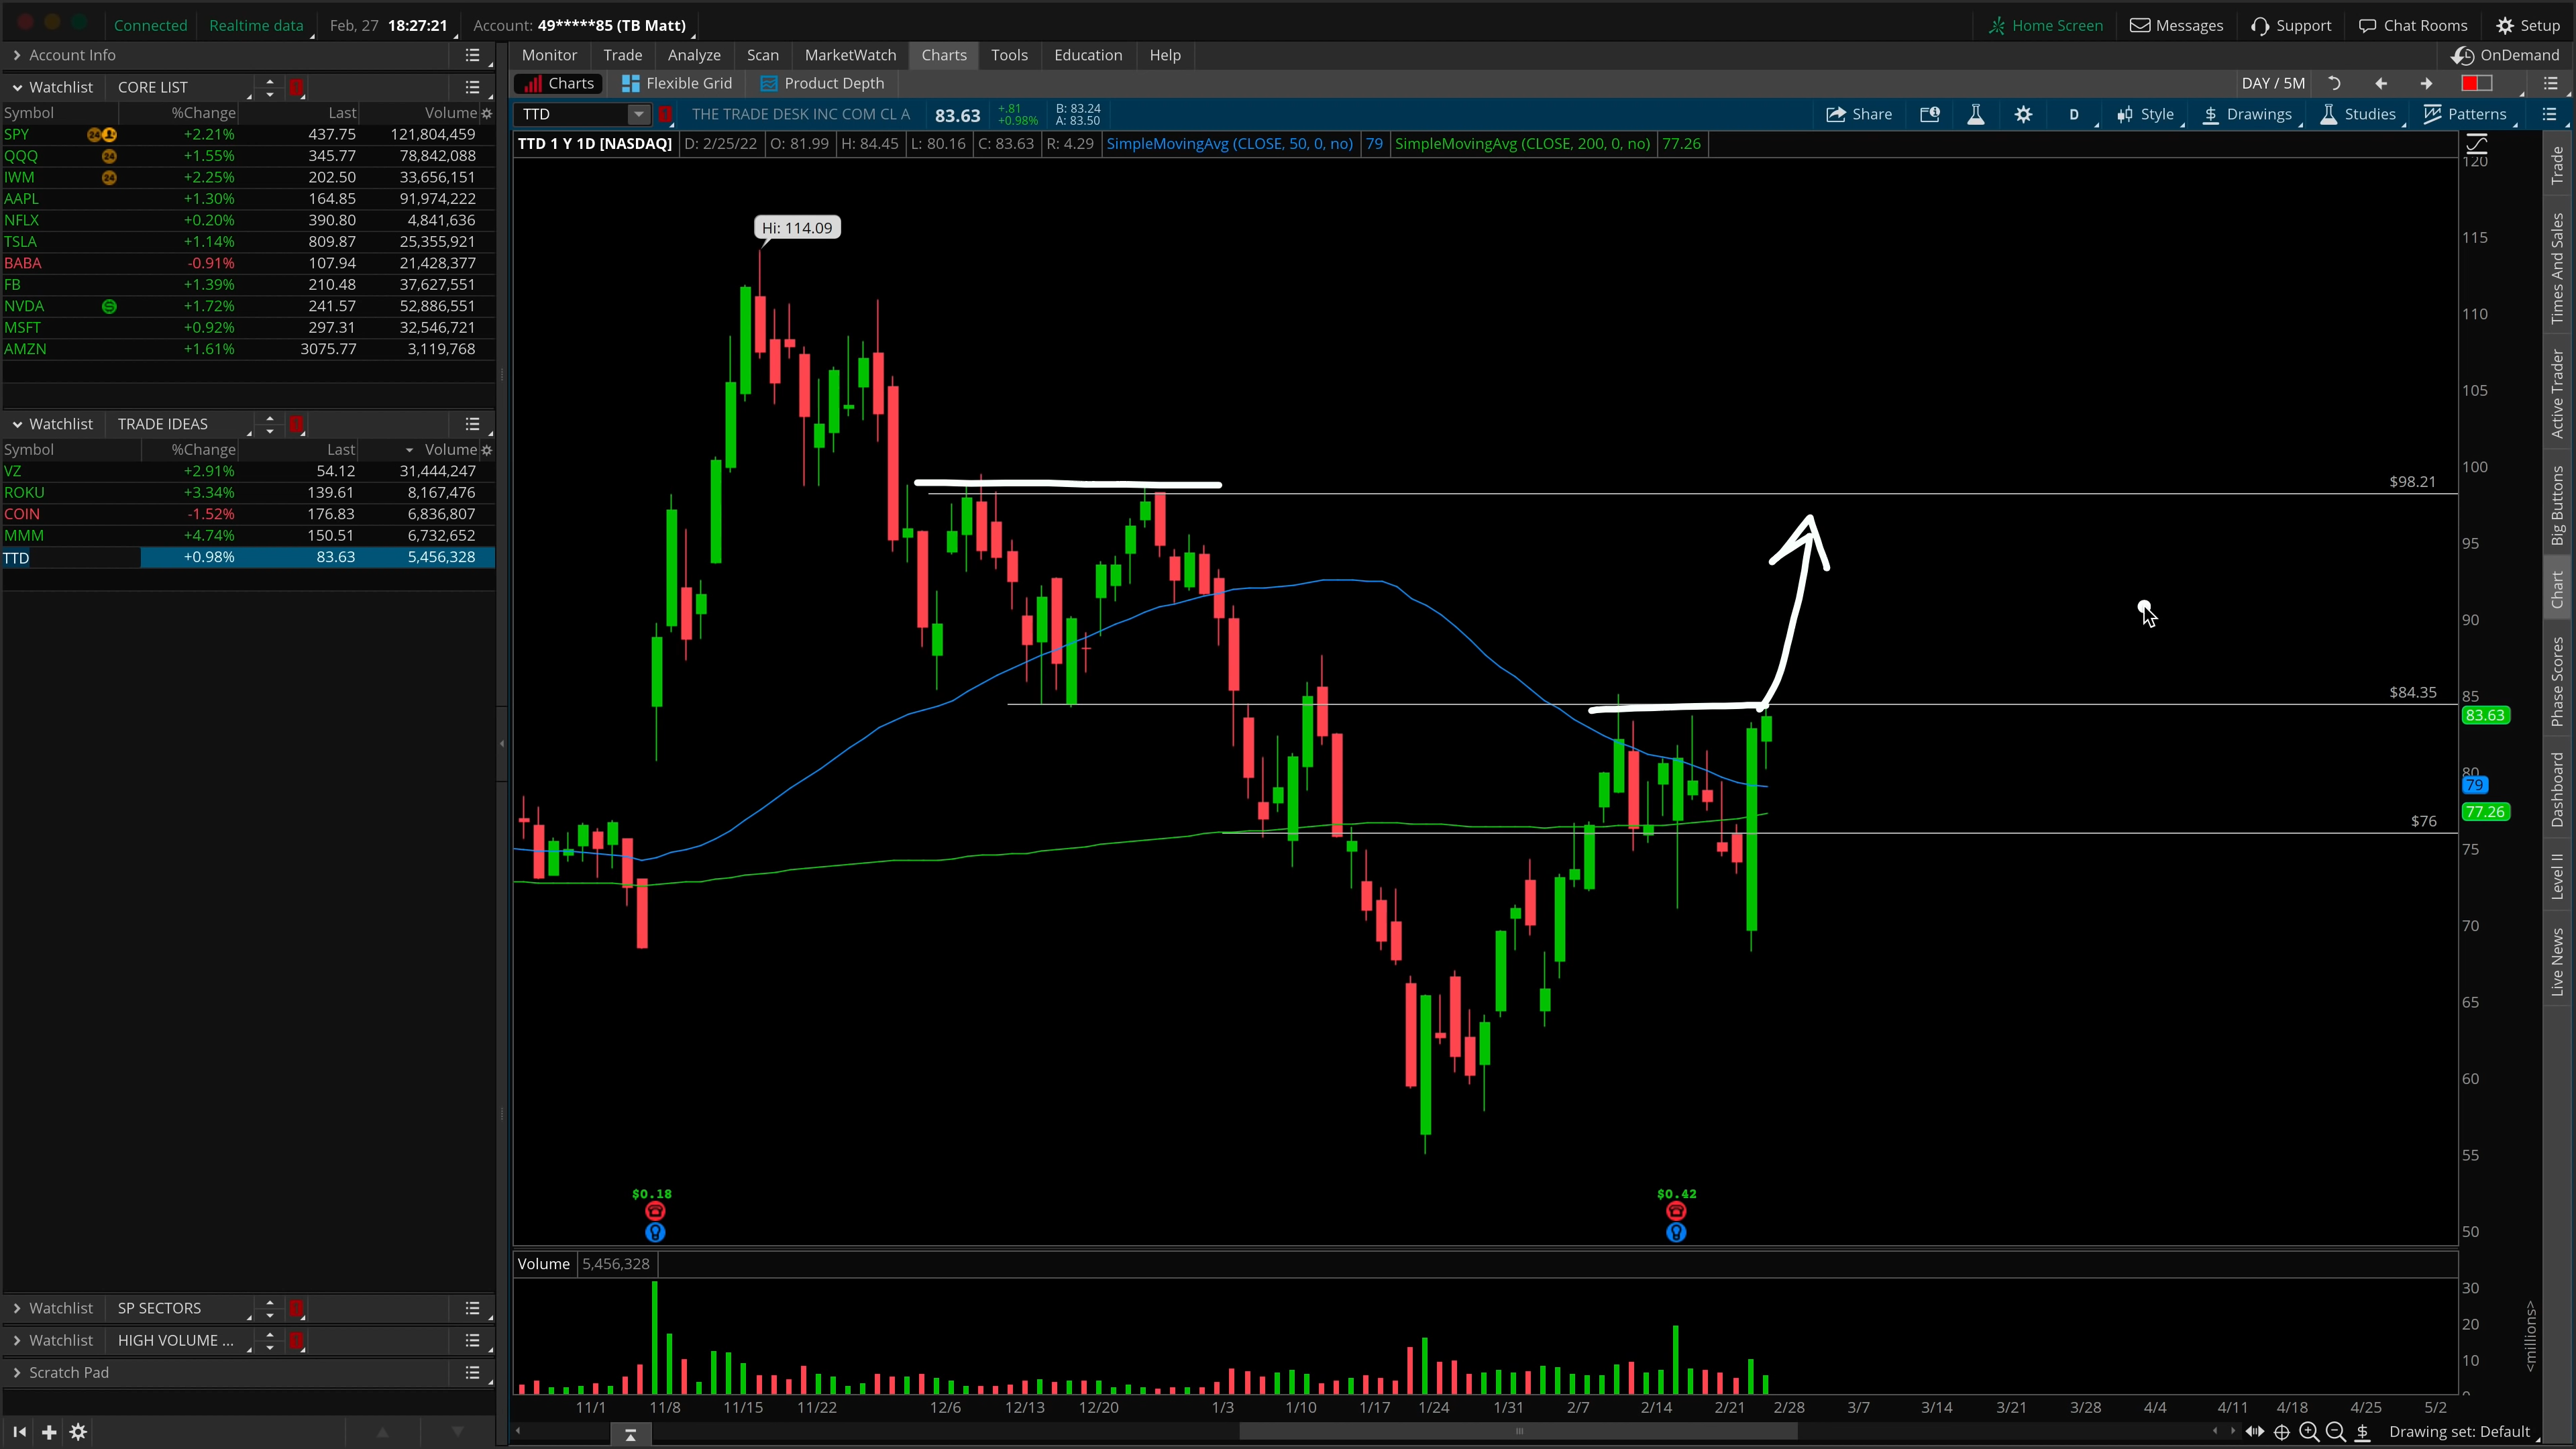 Connected Realtime data Feb, 27 18:27:21 Account: 49*****85 (TB Matt) Home Screen Messages Support Chat Rooms Setup
Account Info
Monitor Trade Analyze Scan MarketWatch Charts Tools Education Help OnDemand
Charts Flexible Grid Product Depth DAY / 5M
Watchlist CORE LIST
Symbol %Change Last Volume
SPY +2.21% 437.75 121,804,459
QQQ +1.55% 345.77 78,842,088
IWM +2.25% 202.50 33,656,151
AAPL +1.30% 164.85 91,974,222
NFLX +0.20% 390.80 4,841,636
TSLA +1.14% 809.87 25,355,921
BABA -0.91% 107.94 21,428,377
FB +1.39% 210.48 37,627,551
NVDA +1.72% 241.57 52,886,551
MSFT +0.92% 297.31 32,546,721
AMZN +1.61% 3075.77 3,119,768
Watchlist TRADE IDEAS
Symbol %Change Last Volume
VZ +2.91% 54.12 31,444,247
ROKU +3.34% 139.61 8,167,476
COIN -1.52% 176.83 6,836,807
MMM +4.74% 150.51 6,732,652
TTD +0.98% 83.63 5,456,328
Watchlist SP SECTORS
Watchlist HIGH VOLUME ...
Scratch Pad
TTD THE TRADE DESK INC COM CL A 83.63 +.81 +0.98% B: 83.24 A: 83.50 Share D Style Drawings Studies Patterns
TTD 1 Y 1D [NASDAQ] D: 2/25/22 O: 81.99 H: 84.45 L: 80.16 C: 83.63 R: 4.29 SimpleMovingAvg (CLOSE, 50, 0, no) 79 SimpleMovingAvg (CLOSE, 200, 0, no) 77.26
Hi: 114.09
$98.21
$84.35
$76
120
115
110
105
100
95
90
85
83.63
80
79
77.26
75
70
65
60
55
50
$0.18 $0.42
Volume 5,456,328
30
20
10
<millions>
11/1 11/8 11/15 11/22 12/6 12/13 12/20 1/3 1/10 1/17 1/24 1/31 2/7 2/14 2/21 2/28 3/7 3/14 3/21 3/28 4/4 4/11 4/18 4/25 5/2
Drawing set: Default
Trade
Times And Sales
Active Trader
Big Buttons
Chart
Phase Scores
Dashboard
Level II
Live News